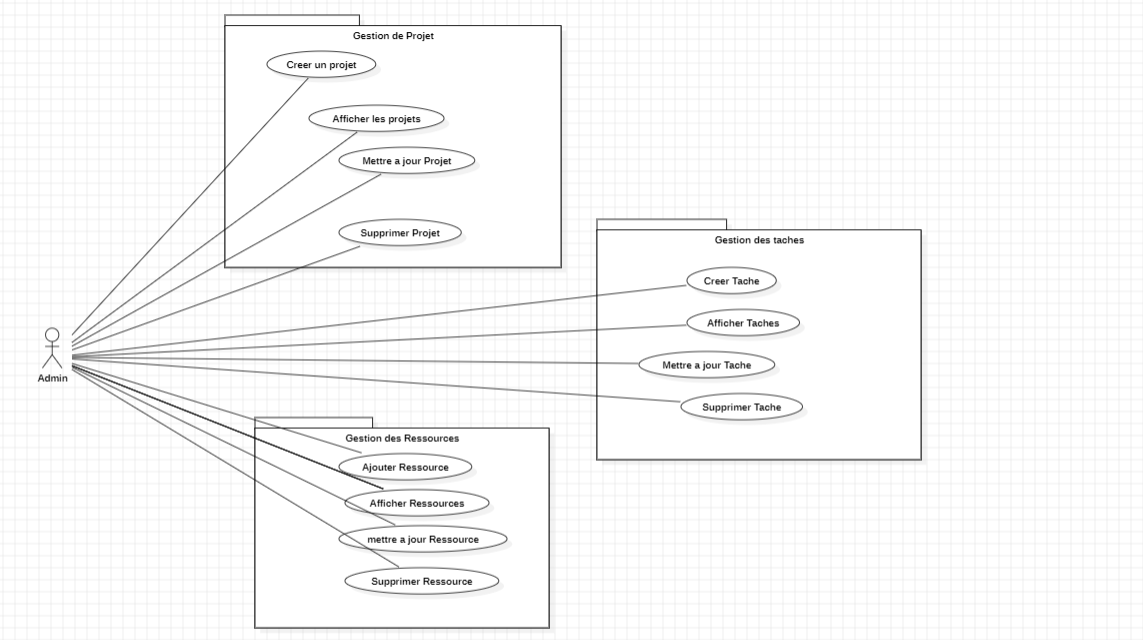 Gestion de Projet
Creer un projet
Afficher les projets
Mettre a jour Projet
Supprimer Projet
Gestion des taches
Creer Tache
Afficher Taches
Mettre a jour Tache
Supprimer Tache
Admin
Gestion des Ressources
Ajouter Ressource
Afficher Ressources
mettre a jour Ressource
Supprimer Ressource